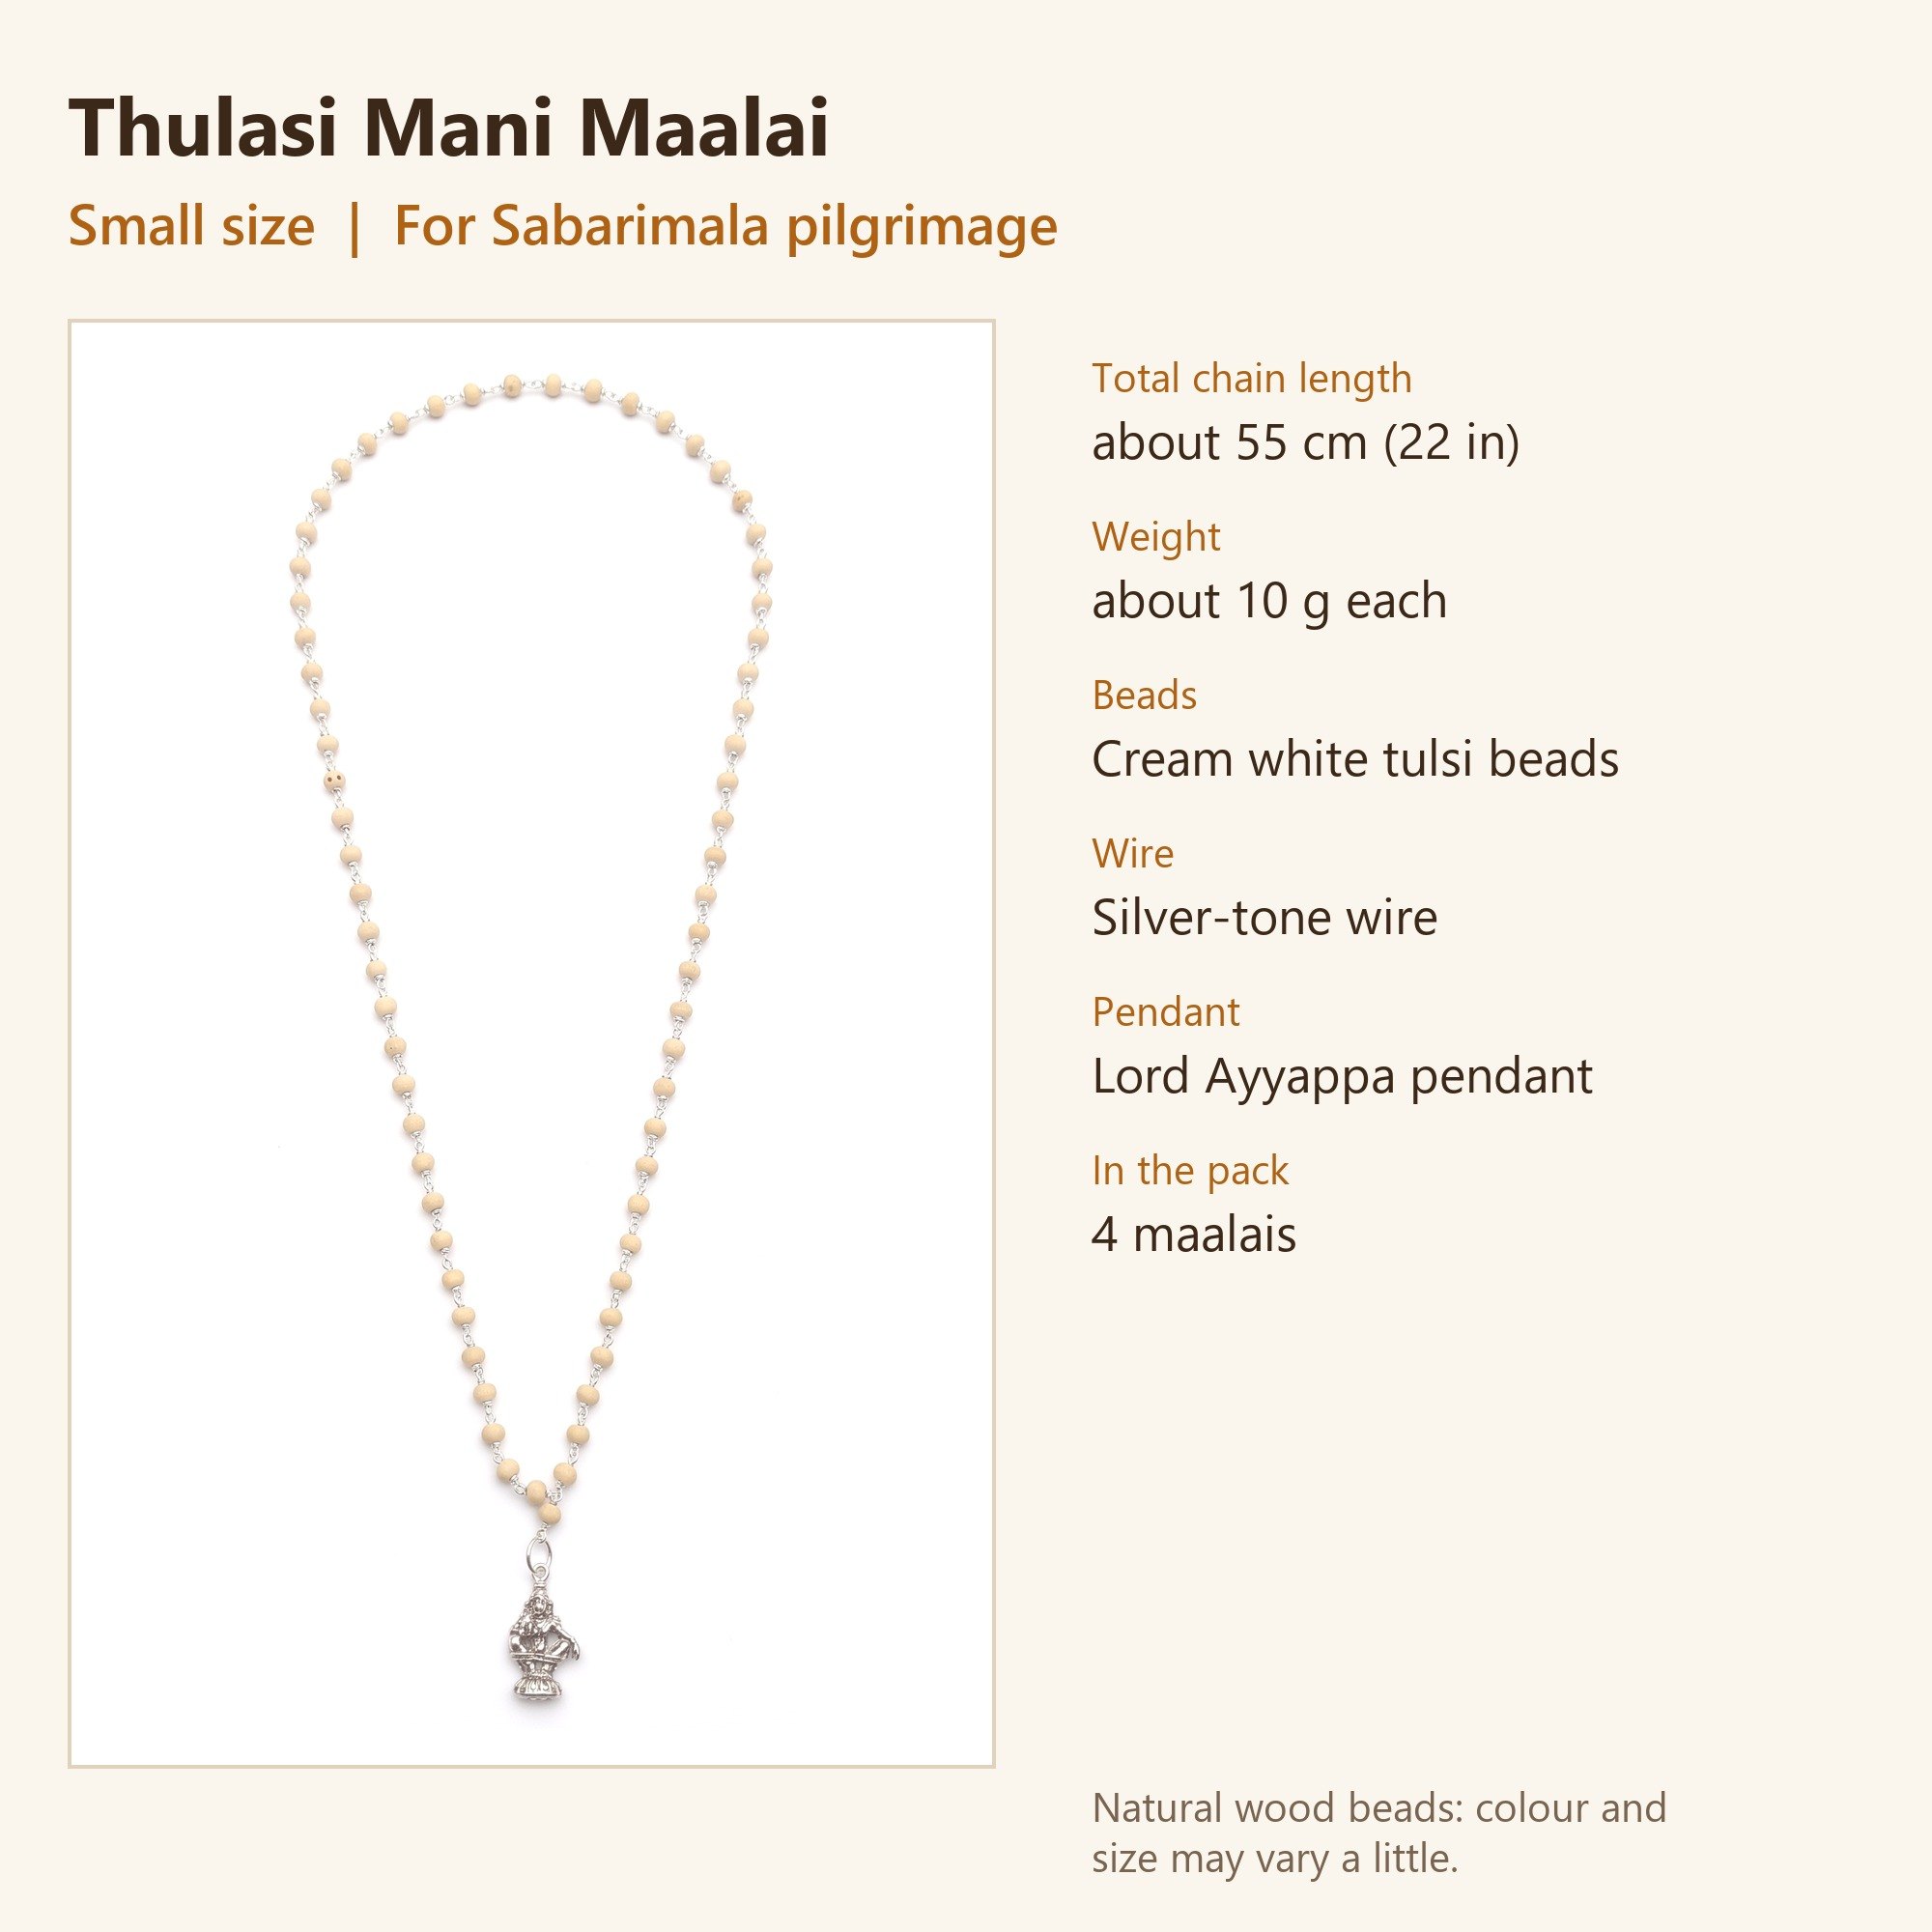 Thulasi Mani Maalai
Small size | For Sabarimala pilgrimage
Total chain length
about 55 cm (22 in)
Weight
about 10 g each
Beads
Cream white tulsi beads
Wire
Silver-tone wire
Pendant
Lord Ayyappa pendant
In the pack
4 maalais
Natural wood beads: colour and
size may vary a little.